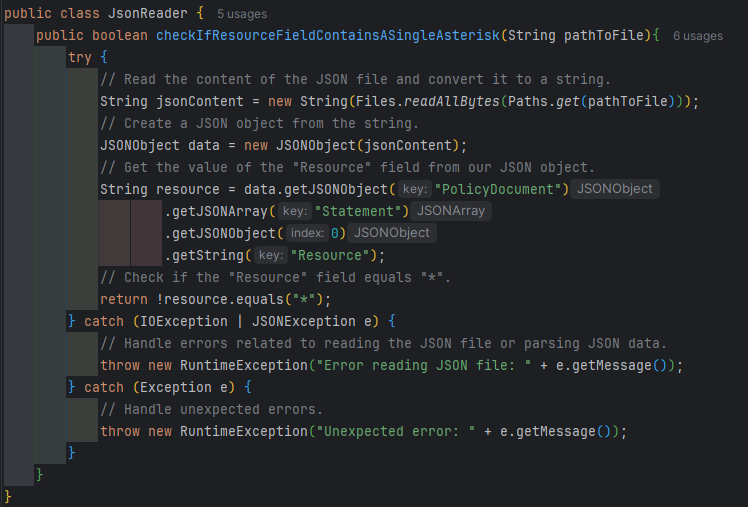 public class JsonReader { 5 usages
public boolean checkIfResourceFieldContainsASingleAsterisk(String pathToFile){ 6 usages
try {
// Read the content of the JSON file and convert it to a string.
String jsonContent = new String(Files.readAllBytes(Paths.get(pathToFile)));
// Create a JSON object from the string.
JSONObject data = new JSONObject(jsonContent);
// Get the value of the "Resource" field from our JSON object.
String resource = data.getJSONObject( key: "PolicyDocument") JSONObject
.getJSONArray( key: "Statement") JSONArray
.getJSONObject( index: 0) JSONObject
.getString( key: "Resource");
// Check if the "Resource" field equals "*".
return !resource.equals("*");
} catch (IOException | JSONException e) {
// Handle errors related to reading the JSON file or parsing JSON data.
throw new RuntimeException("Error reading JSON file: " + e.getMessage());
} catch (Exception e) {
// Handle unexpected errors.
throw new RuntimeException("Unexpected error: " + e.getMessage());
}
}
}